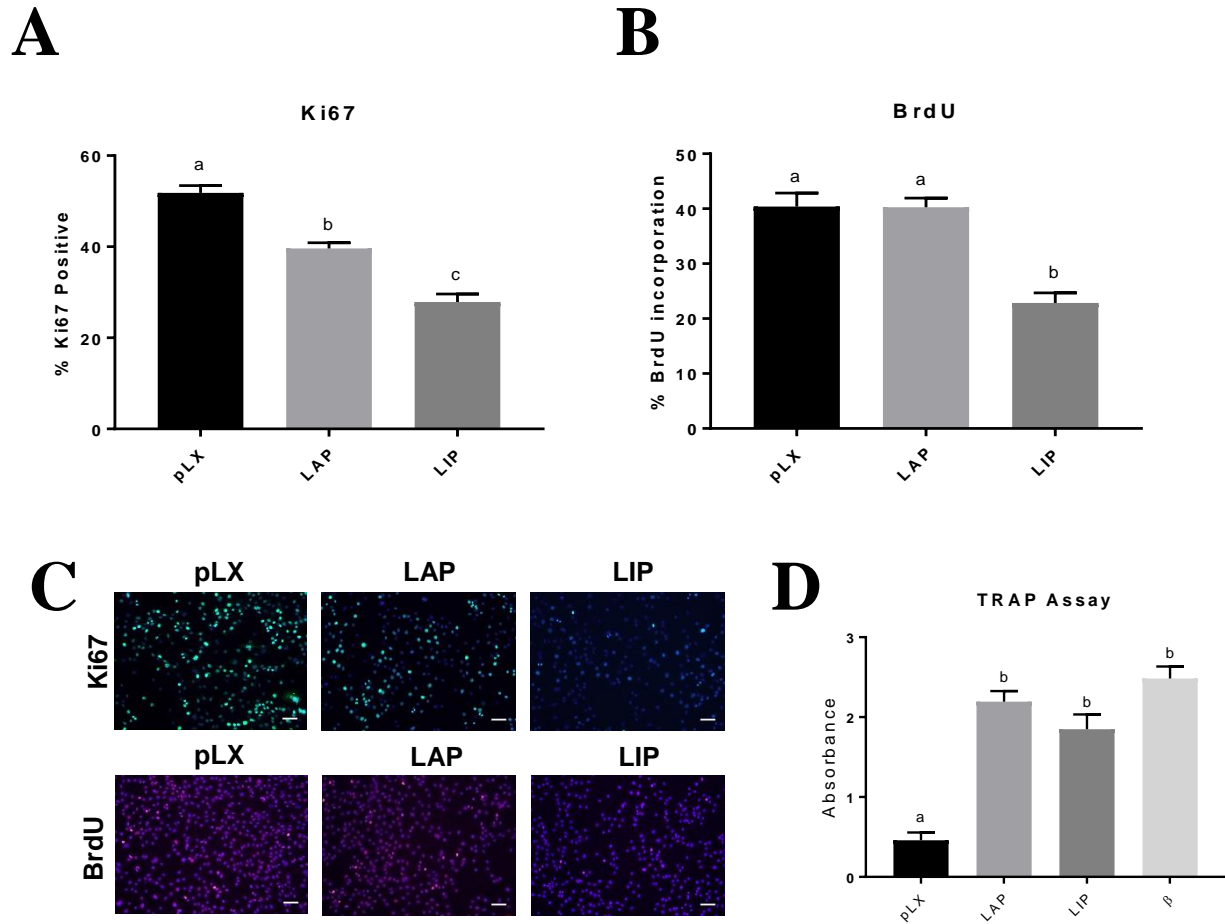 A
Ki67
% Ki67 Positive
60
40
20
0
a
b
c
pLX
LAP
LIP
B
BrdU
% BrdU incorporation
50
40
30
20
10
0
a
a
b
pLX
LAP
LIP
C
pLX
LAP
LIP
Ki67
pLX
LAP
LIP
BrdU
D
TRAP Assay
Absorbance
3
2
1
0
a
b
b
b
pLX
LAP
LIP
β